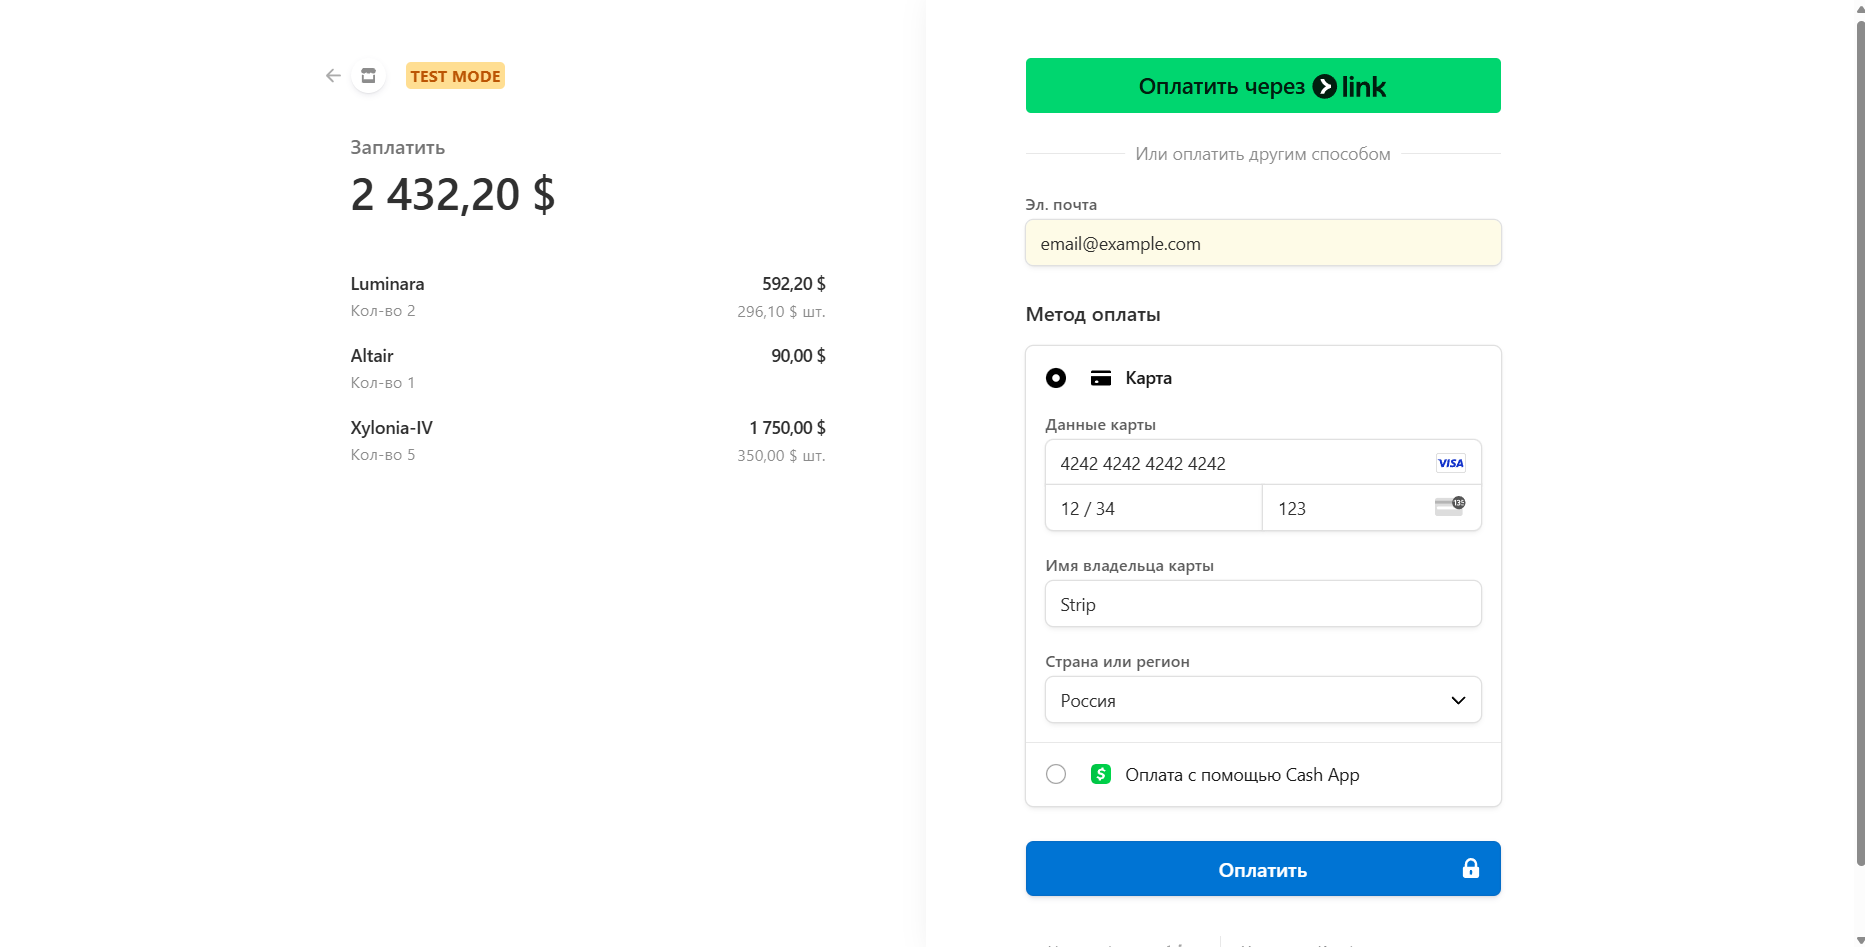 TEST MODE
Заплатить
2 432,20 $
Luminara 592,20 $
Кол-во 2 296,10 $ шт.
Altair 90,00 $
Кол-во 1
Xylonia-IV 1 750,00 $
Кол-во 5 350,00 $ шт.
Оплатить через link
Или оплатить другим способом
Эл. почта
email@example.com
Метод оплаты
Карта
Данные карты
4242 4242 4242 4242 VISA
12 / 34 123 135
Имя владельца карты
Strip
Страна или регион
Россия
$ Оплата с помощью Cash App
Оплатить